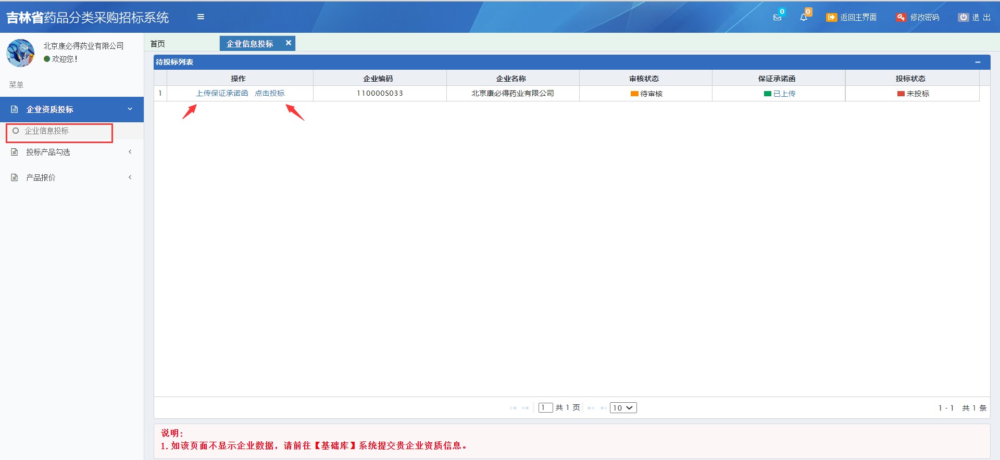 吉林省药品分类采购招标系统
0
0
返回主界面
修改密码
退 出
北京康必得药业有限公司
欢迎您！
菜单
企业资质投标
企业信息投标
投标产品勾选
产品报价
首页
企业信息投标
待投标列表
操作 企业编码 企业名称 审核状态 保证承诺函 投标状态
1 上传保证承诺函 点击投标 110000S033 北京康必得药业有限公司 待审核 已上传 未投标
1 共 1 页 10
1 - 1 共 1 条
说明：
1. 如该页面不显示企业数据，请前往【基础库】系统提交贵企业资质信息。